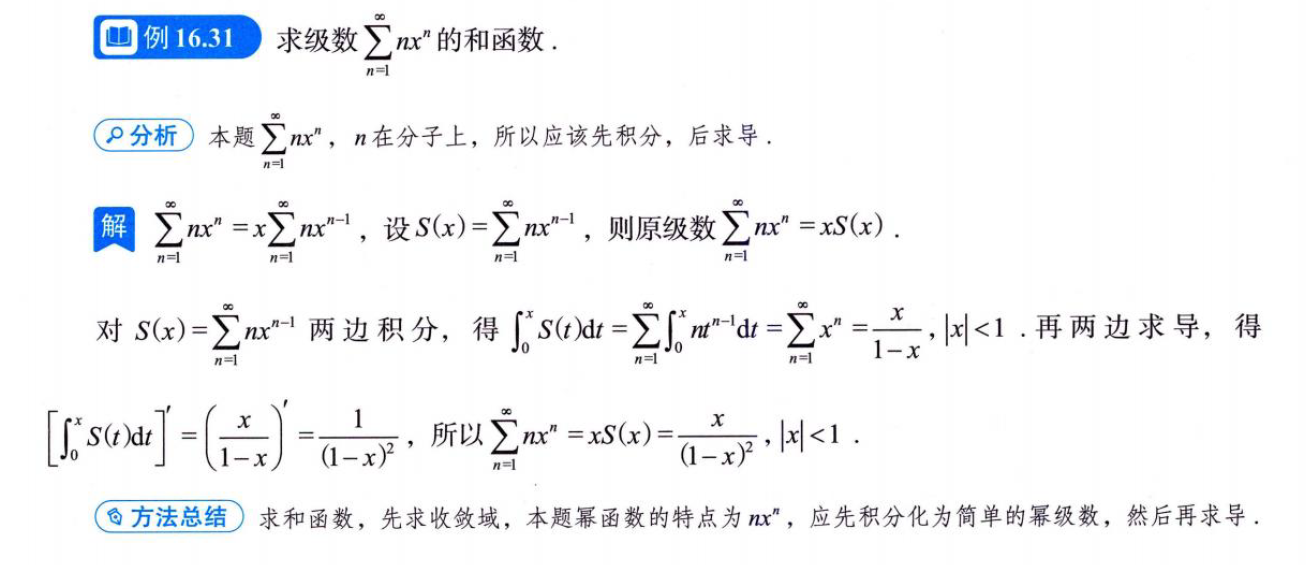 例 16.31 求级数 $\sum_{n=1}^{\infty} nx^n$ 的和函数.
分析 本题 $\sum_{n=1}^{\infty} nx^n$, n 在分子上, 所以应该先积分, 后求导.
解 $\sum_{n=1}^{\infty} nx^n = x\sum_{n=1}^{\infty} nx^{n-1}$, 设 $S(x)=\sum_{n=1}^{\infty} nx^{n-1}$, 则原级数 $\sum_{n=1}^{\infty} nx^n = xS(x)$.
对 $S(x)=\sum_{n=1}^{\infty} nx^{n-1}$ 两边积分, 得 $\int_0^x S(t)\mathrm{d}t = \sum_{n=1}^{\infty}\int_0^x nt^{n-1}\mathrm{d}t = \sum_{n=1}^{\infty} x^n = \frac{x}{1-x}, |x|<1$. 再两边求导, 得
$\left[\int_0^x S(t)\mathrm{d}t\right]' = \left(\frac{x}{1-x}\right)' = \frac{1}{(1-x)^2}$, 所以 $\sum_{n=1}^{\infty} nx^n = xS(x) = \frac{x}{(1-x)^2}, |x|<1$.
方法总结 求和函数, 先求收敛域, 本题幂函数的特点为 $nx^n$, 应先积分化为简单的幂级数, 然后再求导.